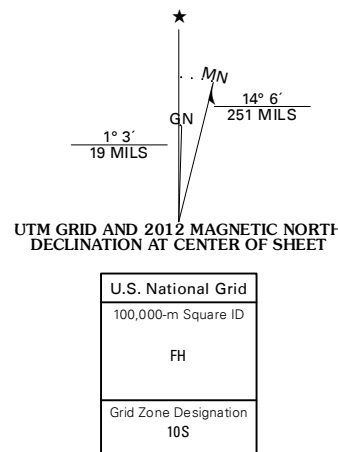 ★
MN
GN
1° 3´
19 MILS
14° 6´
251 MILS
UTM GRID AND 2012 MAGNETIC NORTH
DECLINATION AT CENTER OF SHEET
U.S. National Grid
100,000-m Square ID
FH
Grid Zone Designation
10S